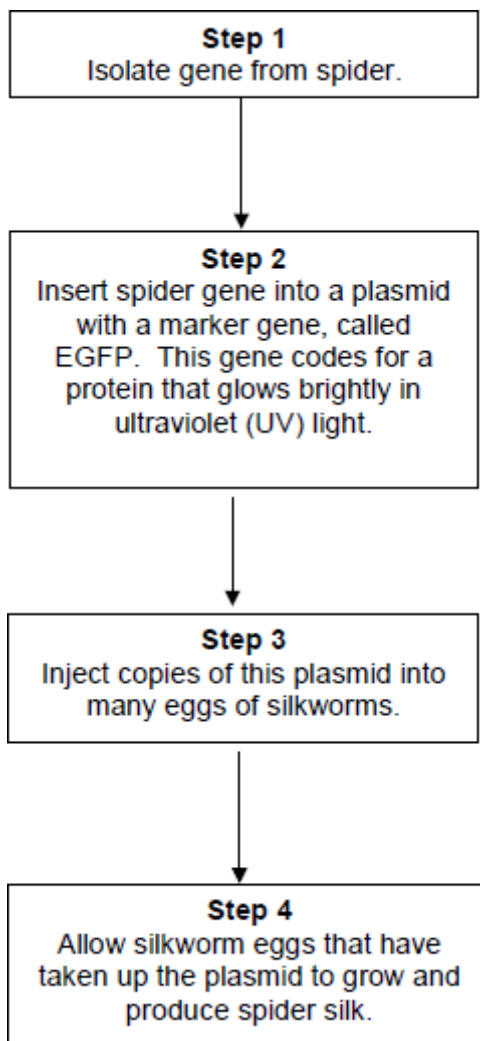 Step 1
Isolate gene from spider.
Step 2
Insert spider gene into a plasmid
with a marker gene, called
EGFP. This gene codes for a
protein that glows brightly in
ultraviolet (UV) light.
Step 3
Inject copies of this plasmid into
many eggs of silkworms.
Step 4
Allow silkworm eggs that have
taken up the plasmid to grow and
produce spider silk.